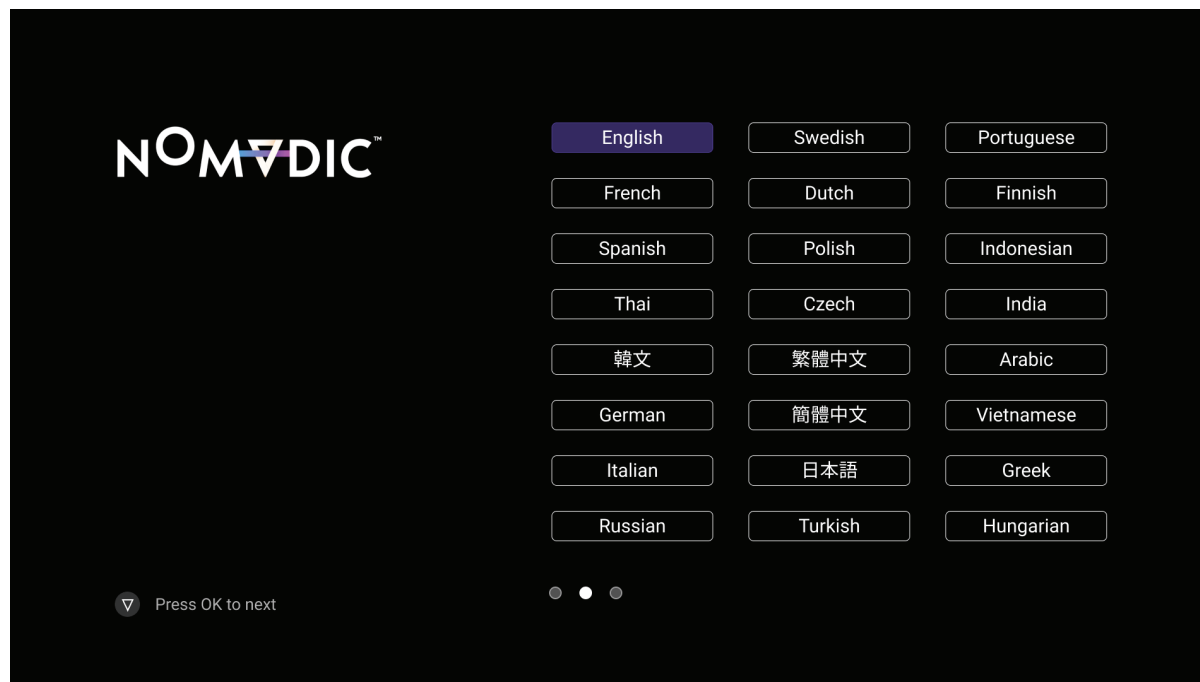 NOMADIC™
English
Swedish
Portuguese
French
Dutch
Finnish
Spanish
Polish
Indonesian
Thai
Czech
India
韓文
繁體中文
Arabic
German
簡體中文
Vietnamese
Italian
日本語
Greek
Russian
Turkish
Hungarian
Press OK to next